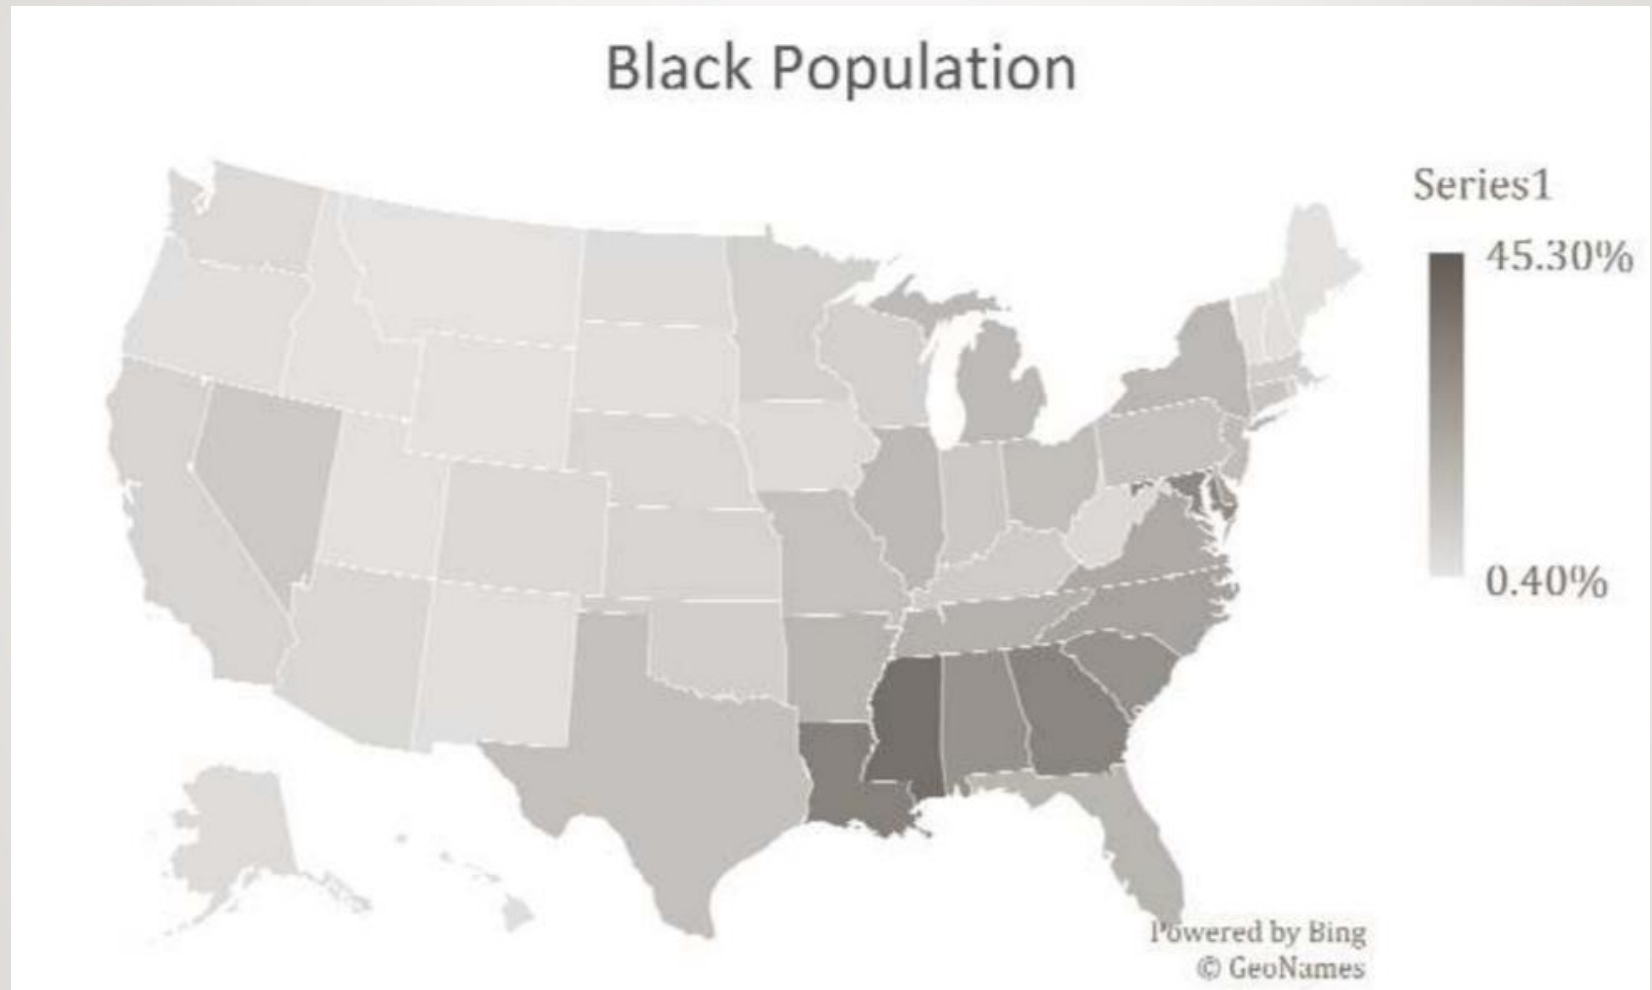 Black Population
Series1
45.30%
0.40%
Powered by Bing
© GeoNames